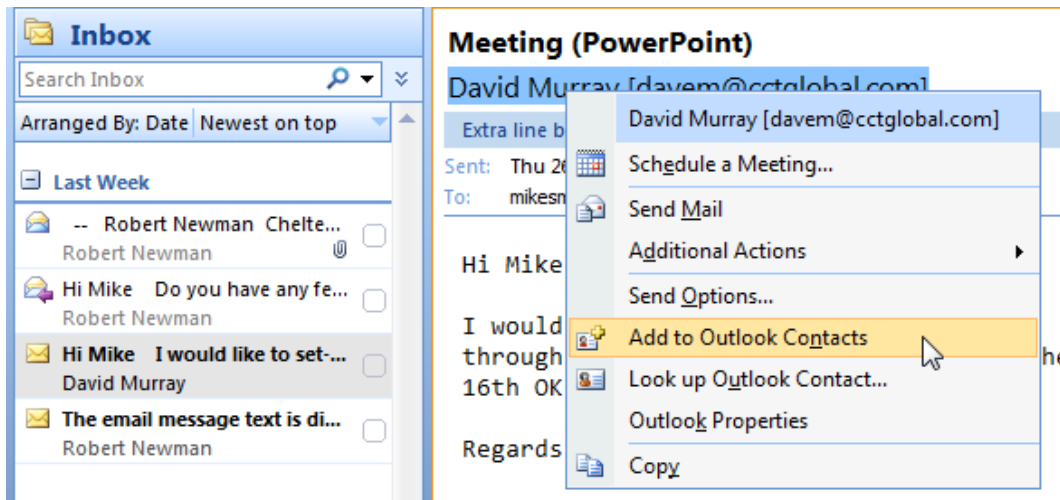 Inbox
Search Inbox
Arranged By: Date Newest on top
Last Week
-- Robert Newman Chelte...
Robert Newman
Hi Mike Do you have any fe...
Robert Newman
Hi Mike I would like to set-...
David Murray
The email message text is di...
Robert Newman
Meeting (PowerPoint)
David Murray [davem@cctglobal.com]
Extra line
Sent: Thu
To:
Hi Mike
I would
through
16th OK
Regards
David Murray [davem@cctglobal.com]
Schedule a Meeting...
Send Mail
Additional Actions
Send Options...
Add to Outlook Contacts
Look up Outlook Contact...
Outlook Properties
Copy